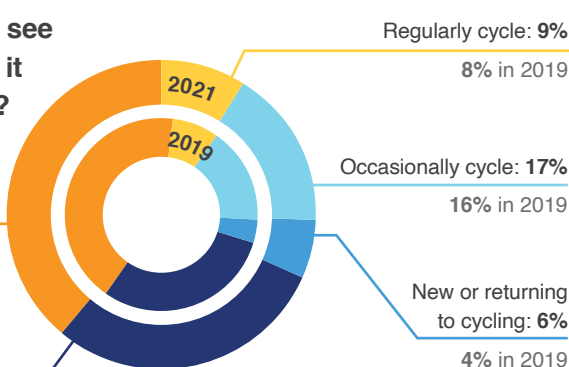 see
it
?
Regularly cycle: 9%
8% in 2019
2021
2019
Occasionally cycle: 17%
16% in 2019
New or returning
to cycling: 6%
4% in 2019